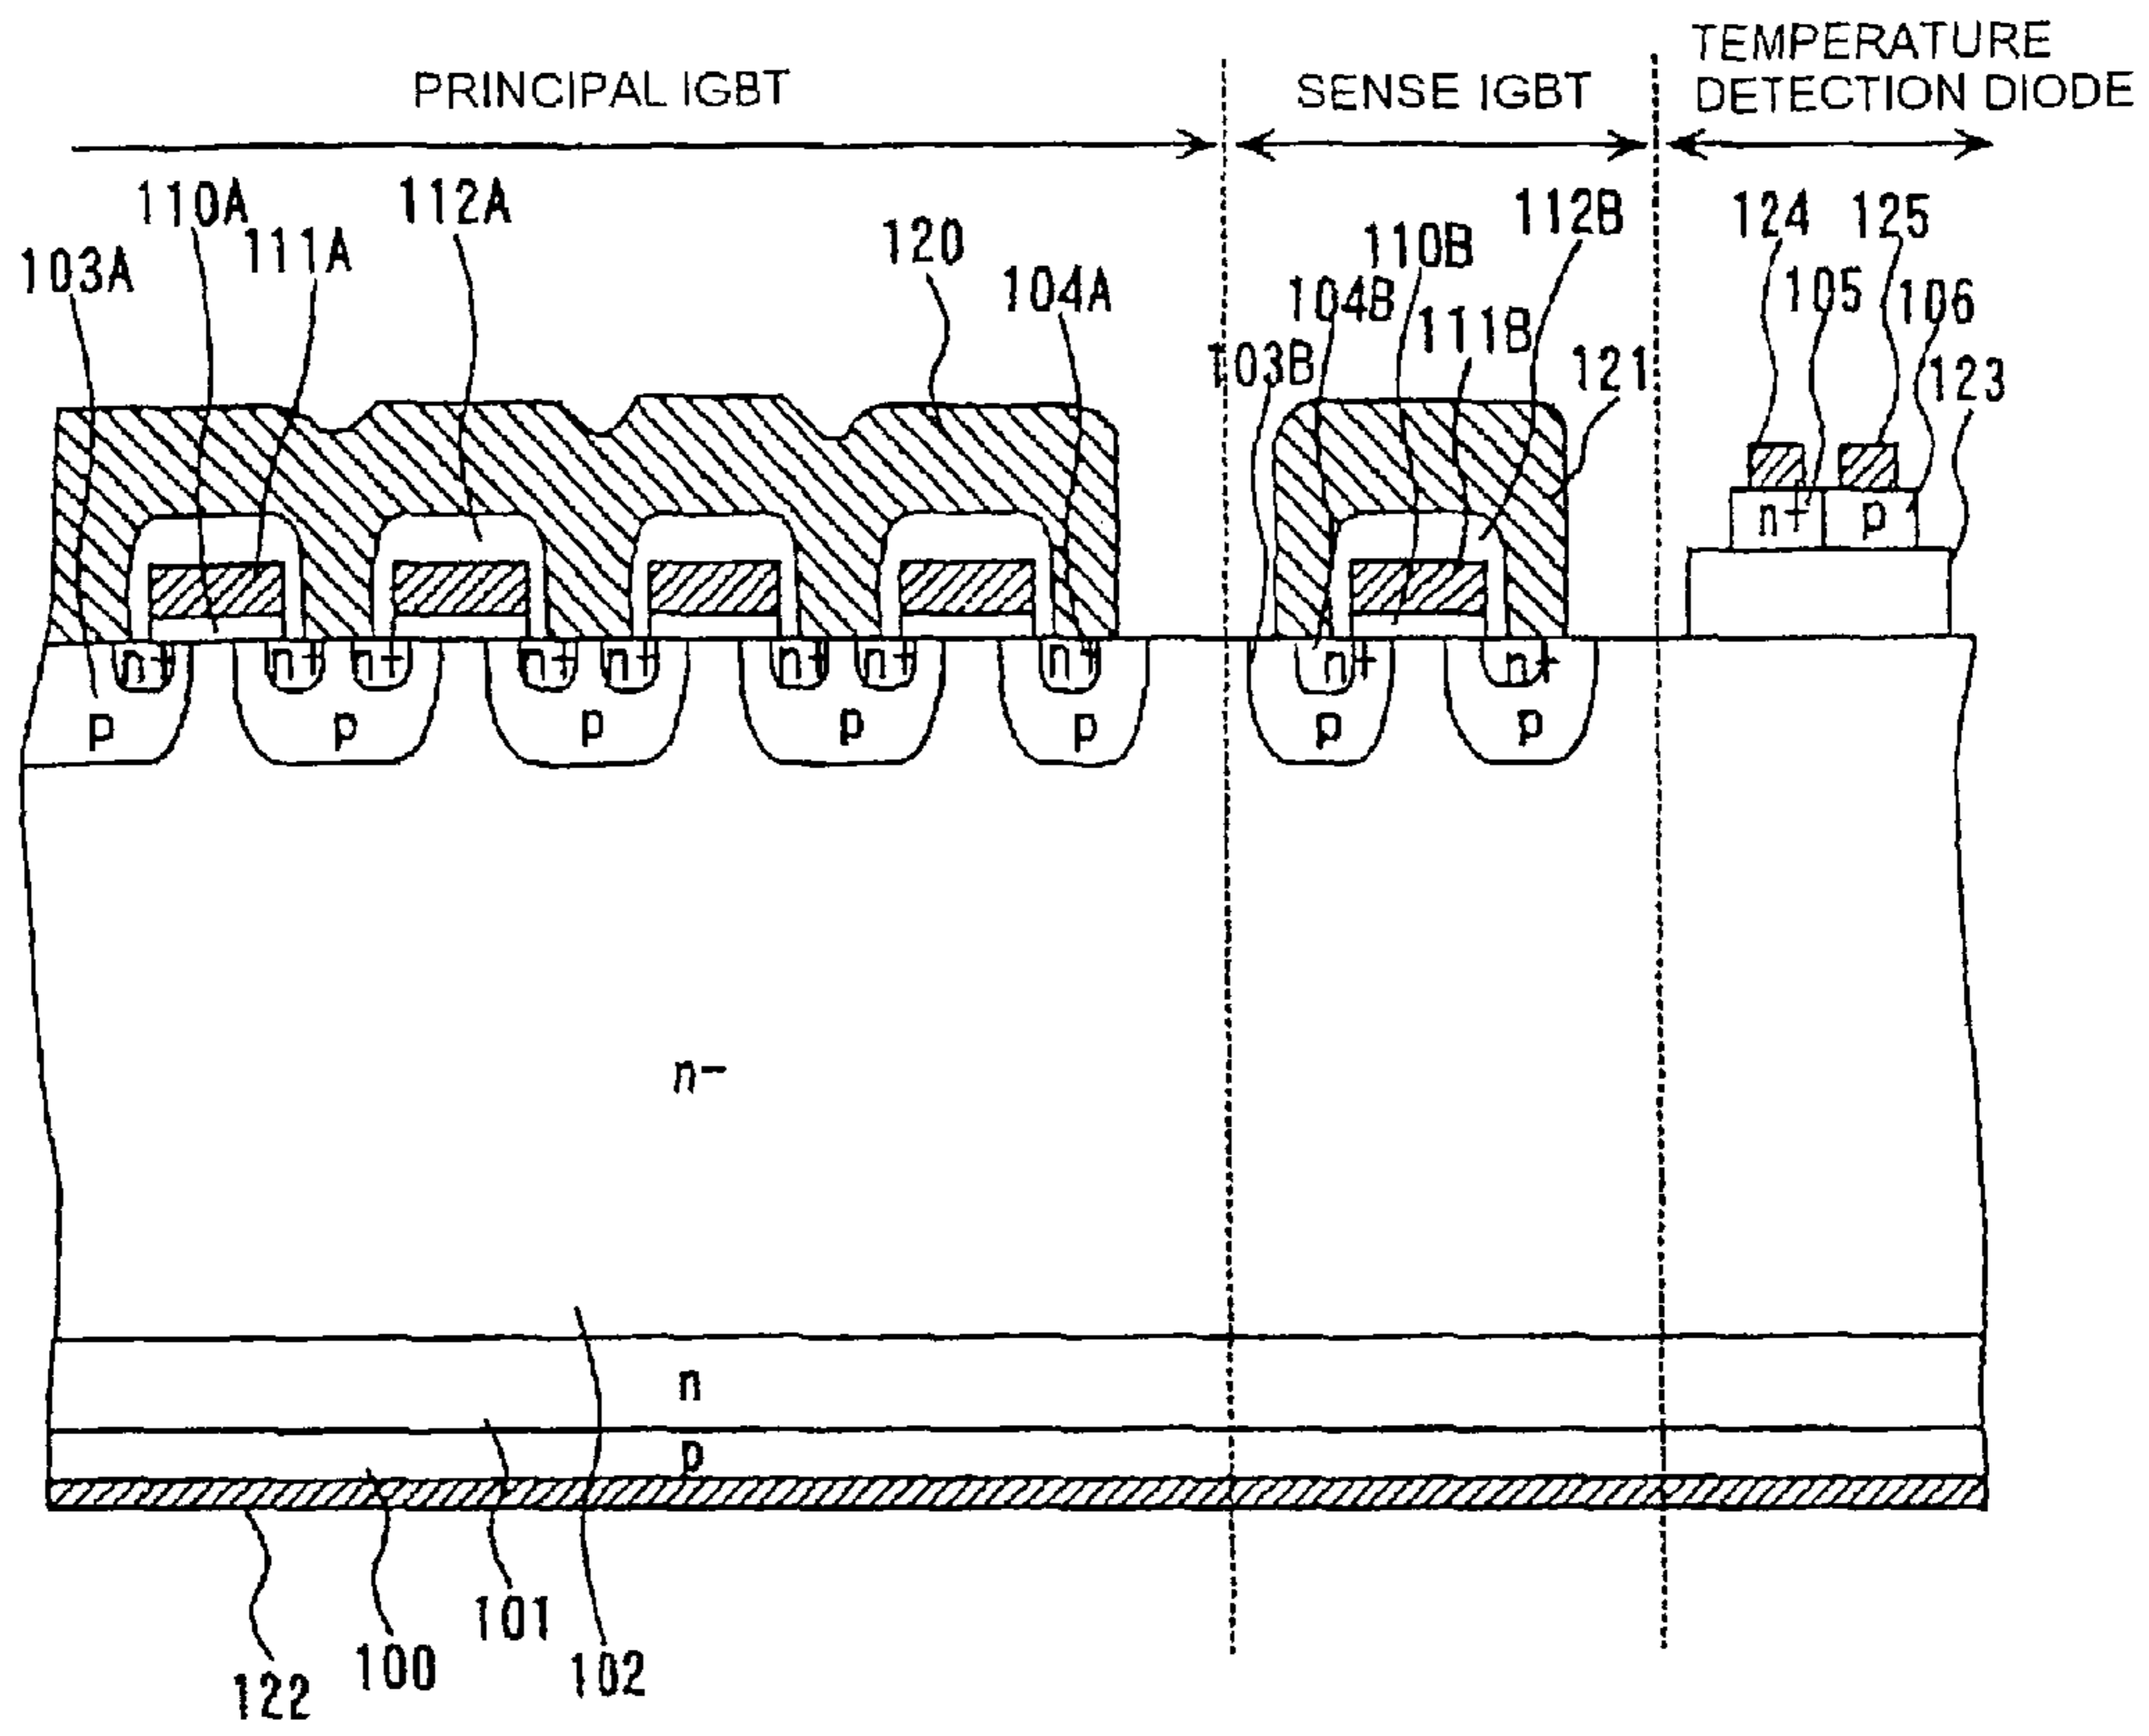 TEMPERATURE
PRINCIPAL IGBT SENSE IGBT DETECTION DIODE
110A 112A 112B 124 125
103A 111A 120 104A 110B 104B 105 106
103B 111B 121 123
n+ p
n+ n+ n+ n+ n+ n+ n+ n+ n+ n+
p p p p p p p
n-
n
p
101
100 102
122